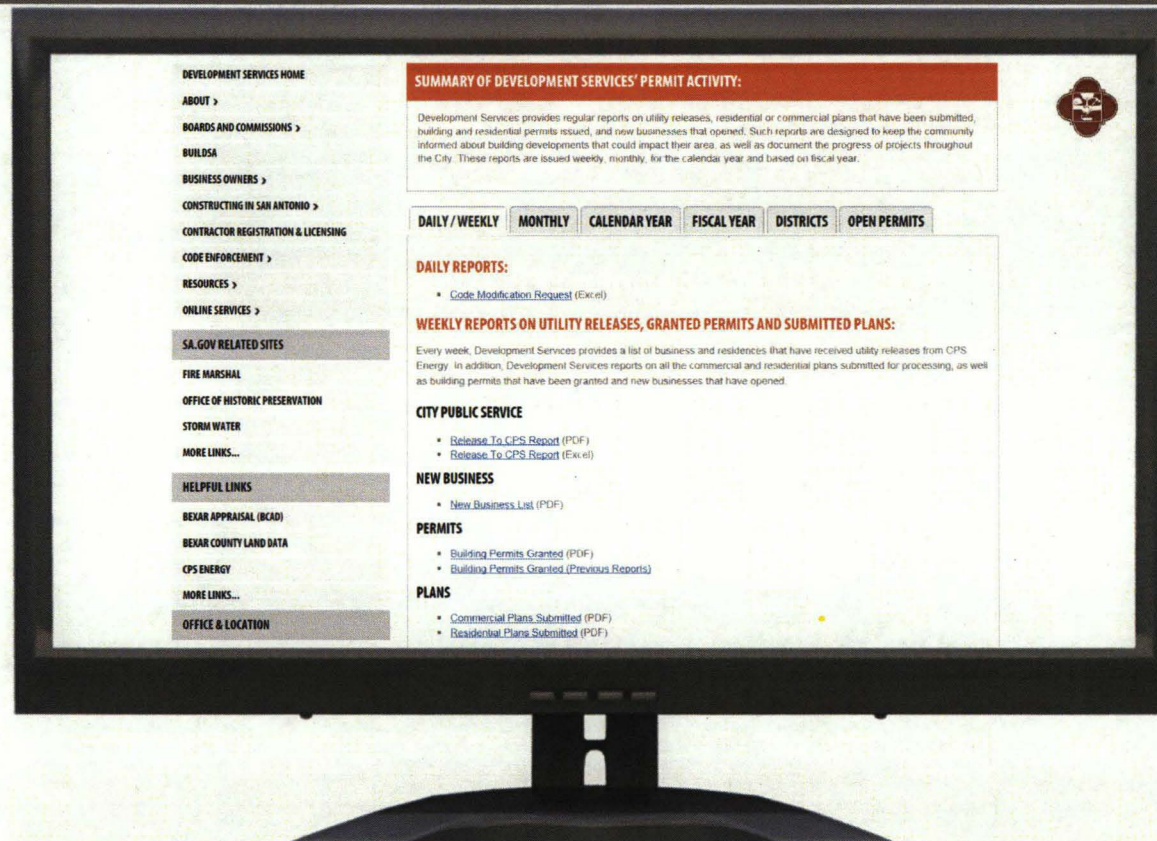 DEVELOPMENT SERVICES HOME
ABOUT >
BOARDS AND COMMISSIONS >
BUILDSA
BUSINESS OWNERS >
CONSTRUCTING IN SAN ANTONIO >
CONTRACTOR REGISTRATION & LICENSING
CODE ENFORCEMENT >
RESOURCES >
ONLINE SERVICES >
SA.GOV RELATED SITES
FIRE MARSHAL
OFFICE OF HISTORIC PRESERVATION
STORM WATER
MORE LINKS...
HELPFUL LINKS
BEXAR APPRAISAL (BCAD)
BEXAR COUNTY LAND DATA
CPS ENERGY
MORE LINKS...
OFFICE & LOCATION
SUMMARY OF DEVELOPMENT SERVICES' PERMIT ACTIVITY:
Development Services provides regular reports on utility releases, residential or commercial plans that have been submitted,
building and residential permits issued, and new businesses that opened. Such reports are designed to keep the community
informed about building developments that could impact their area, as well as document the progress of projects throughout
the City. These reports are issued weekly, monthly, for the calendar year and based on fiscal year.
DAILY / WEEKLY MONTHLY CALENDAR YEAR FISCAL YEAR DISTRICTS OPEN PERMITS
DAILY REPORTS:
• Code Modification Request (Excel)
WEEKLY REPORTS ON UTILITY RELEASES, GRANTED PERMITS AND SUBMITTED PLANS:
Every week, Development Services provides a list of business and residences that have received utility releases from CPS
Energy. In addition, Development Services reports on all the commercial and residential plans submitted for processing, as well
as building permits that have been granted and new businesses that have opened.
CITY PUBLIC SERVICE
• Release To CPS Report (PDF)
• Release To CPS Report (Excel)
NEW BUSINESS
• New Business List (PDF)
PERMITS
• Building Permits Granted (PDF)
• Building Permits Granted (Previous Reports)
PLANS
• Commercial Plans Submitted (PDF)
• Residential Plans Submitted (PDF)